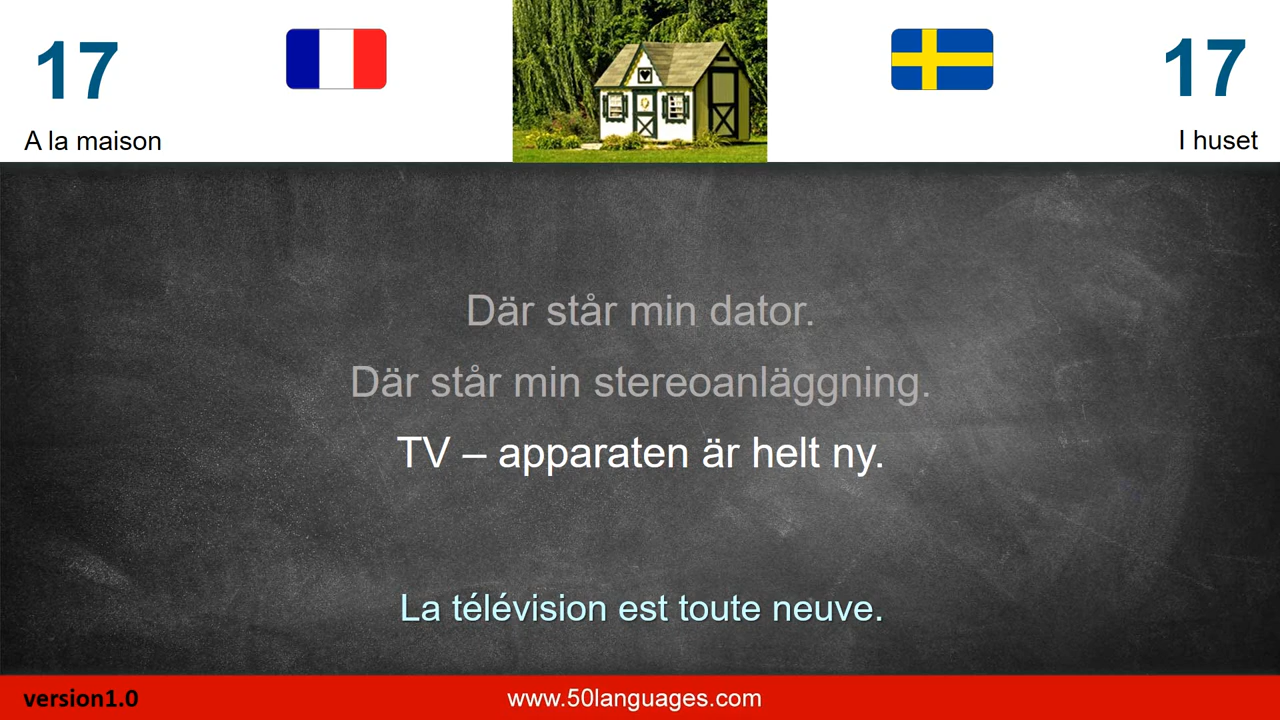 17
17
A la maison
I huset
Där står min dator.
Där står min stereoanläggning.
TV – apparaten är helt ny.
La télévision est toute neuve.
version1.0
www.50languages.com